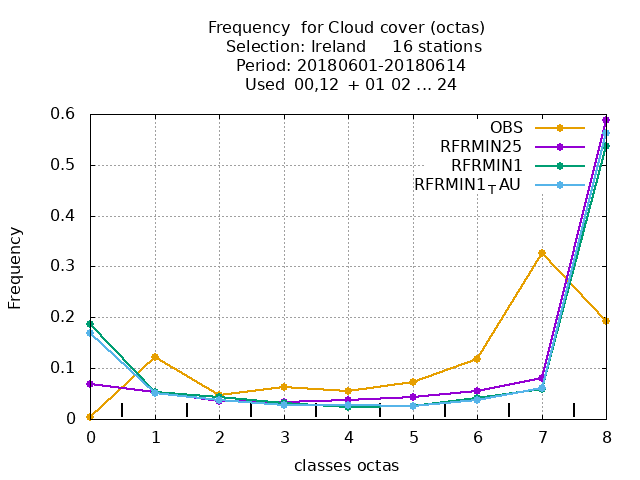 Frequency  for Cloud cover (octas)
Selection: Ireland     16 stations
Period: 20180601-20180614
Used  00,12  + 01 02 ... 24
OBS
RFRMIN25
RFRMIN1
RFRMIN1TAU
Frequency
0.6
0.5
0.4
0.3
0.2
0.1
0
0 1 2 3 4 5 6 7 8
classes octas